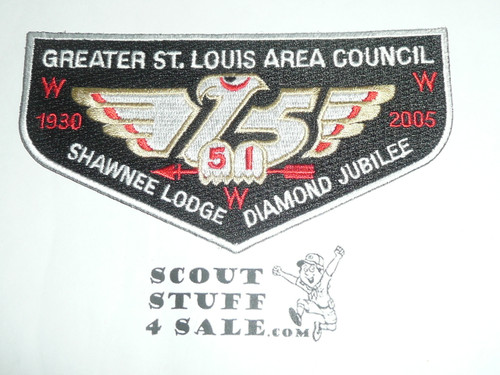 GREATER ST. LOUIS AREA COUNCIL
W W
75
1930 2005
51
W
SHAWNEE LODGE DIAMOND JUBILEE
SCOUT
STUFF
4 SALE.COM